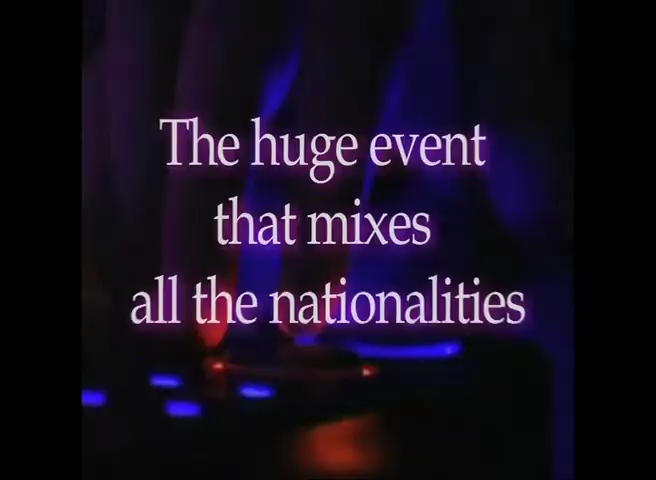 The huge event
that mixes
all the nationalities